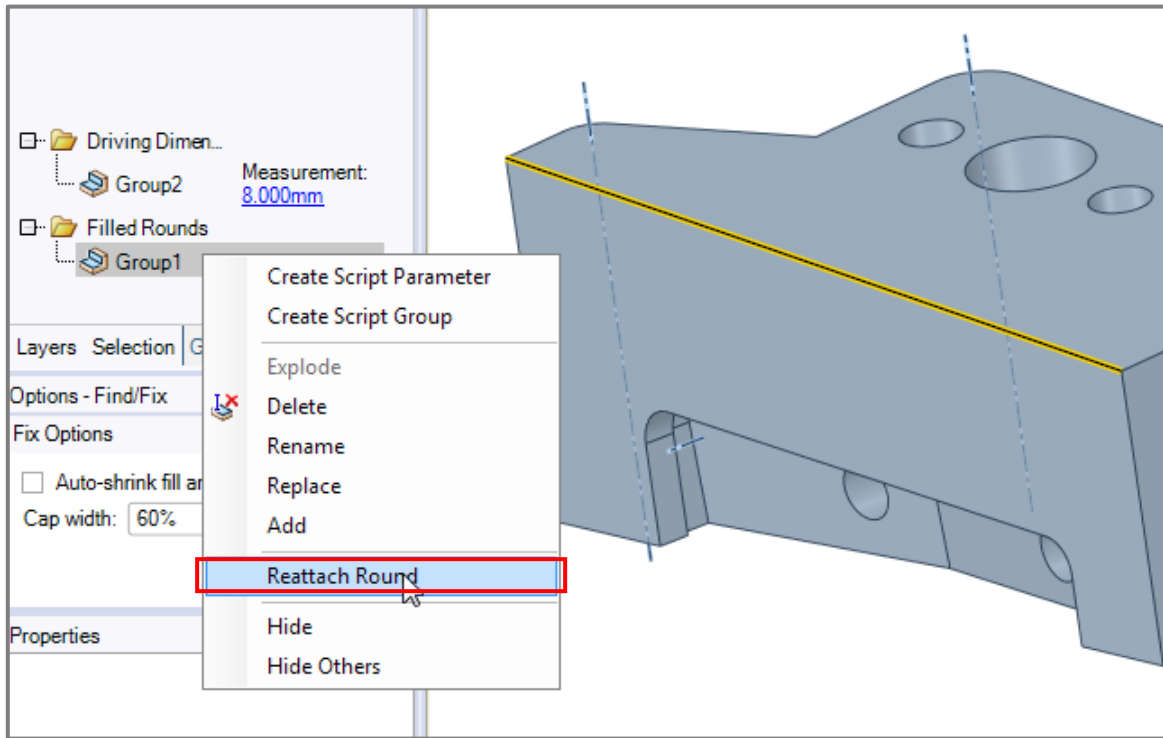 Driving Dimen...
Group2
Measurement:
8.000mm
Filled Rounds
Group1
Create Script Parameter
Create Script Group
Layers Selection G
Explode
Options - Find/Fix
Delete
Fix Options
Rename
Auto-shrink fill ar
Replace
Cap width: 60%
Add
Reattach Round
Hide
Properties
Hide Others